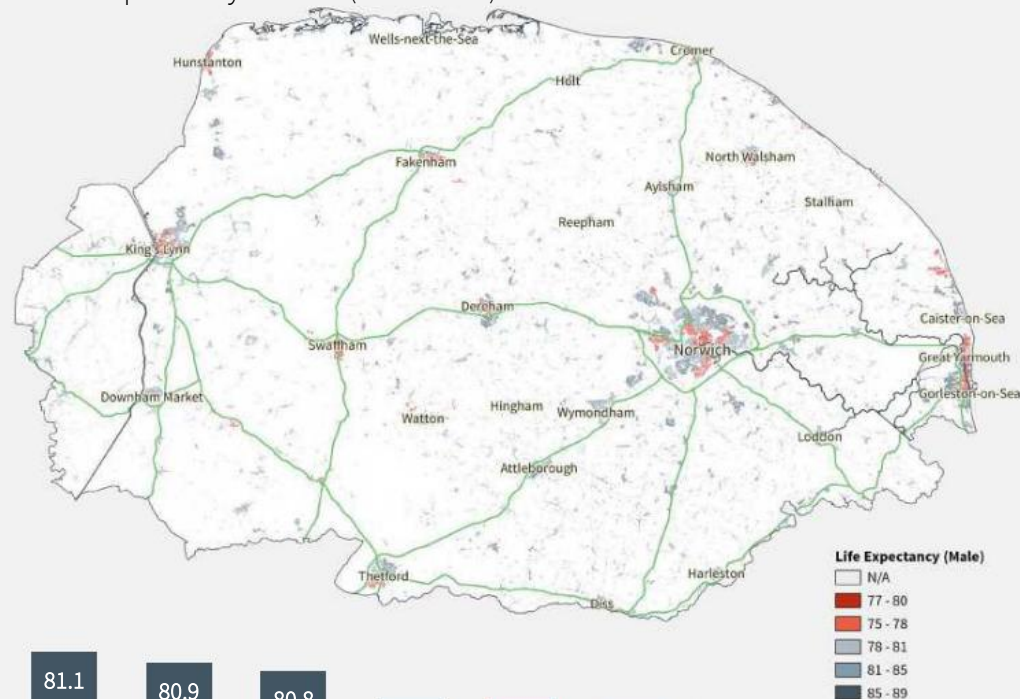 Wells-next-the-Sea
Cromer
Hunstanton
Holt
Fakenham
North Walsham
Aylsham
Stalham
Reepham
King's Lynn
Dereham
Caister-on-Sea
Swaffham
Norwich
Great Yarmouth
Downham Market
Gorleston-on-Sea
Watton
Hingham
Wymondham
Loddon
Attleborough
Thetford
Harleston
Diss
Life Expectancy (Male)
N/A
77 - 80
75 - 78
78 - 81
81 - 85
85 - 89
81.1
80.9
80.8